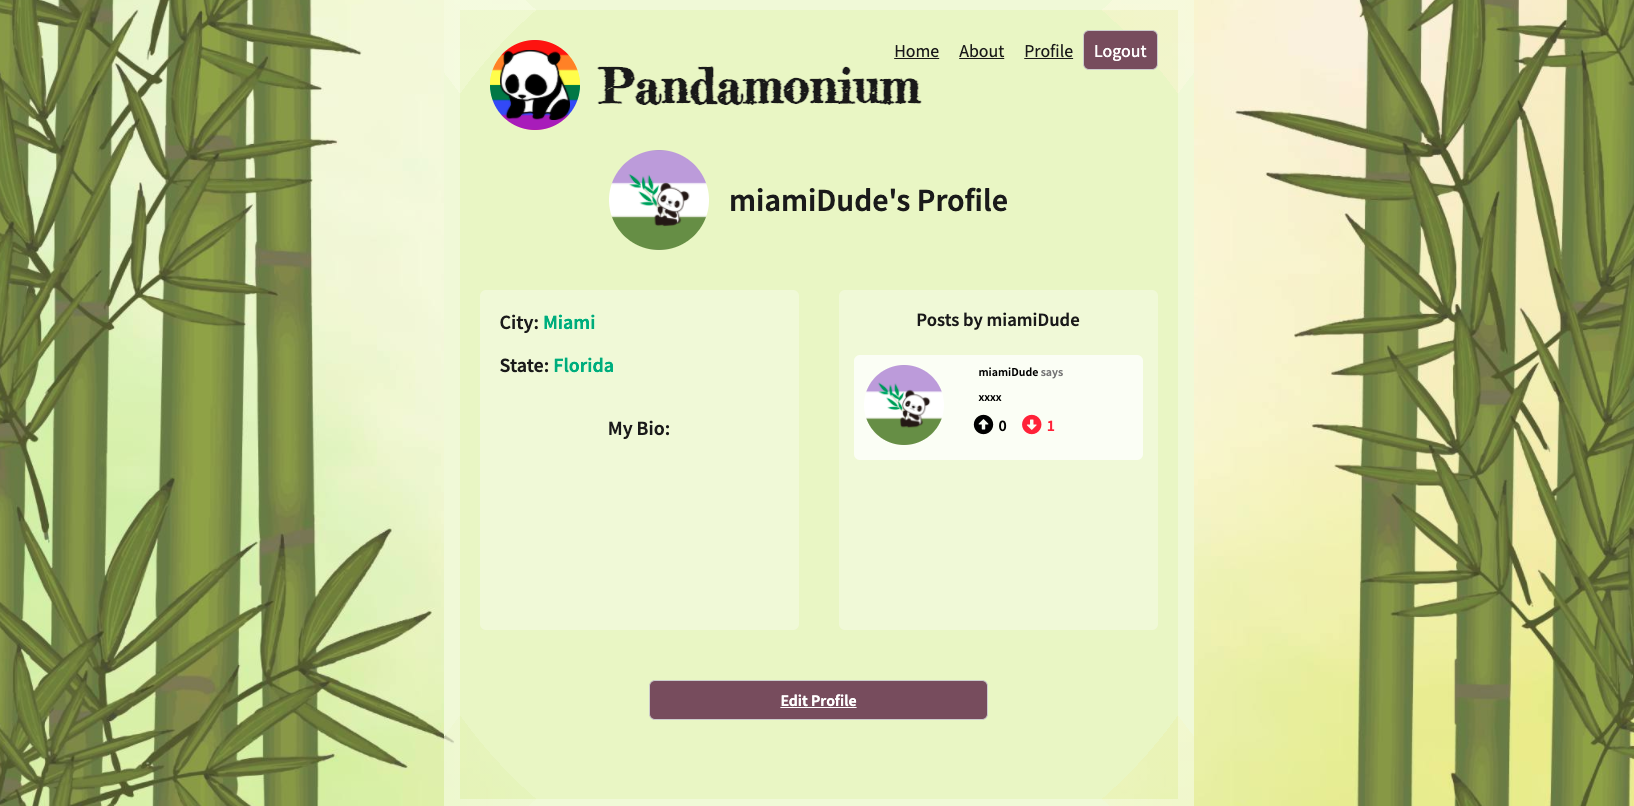 Home About Profile Logout
Pandamonium
miamiDude's Profile
City: Miami
State: Florida
My Bio:
Posts by miamiDude
miamiDude says
xxxx
0 1
Edit Profile